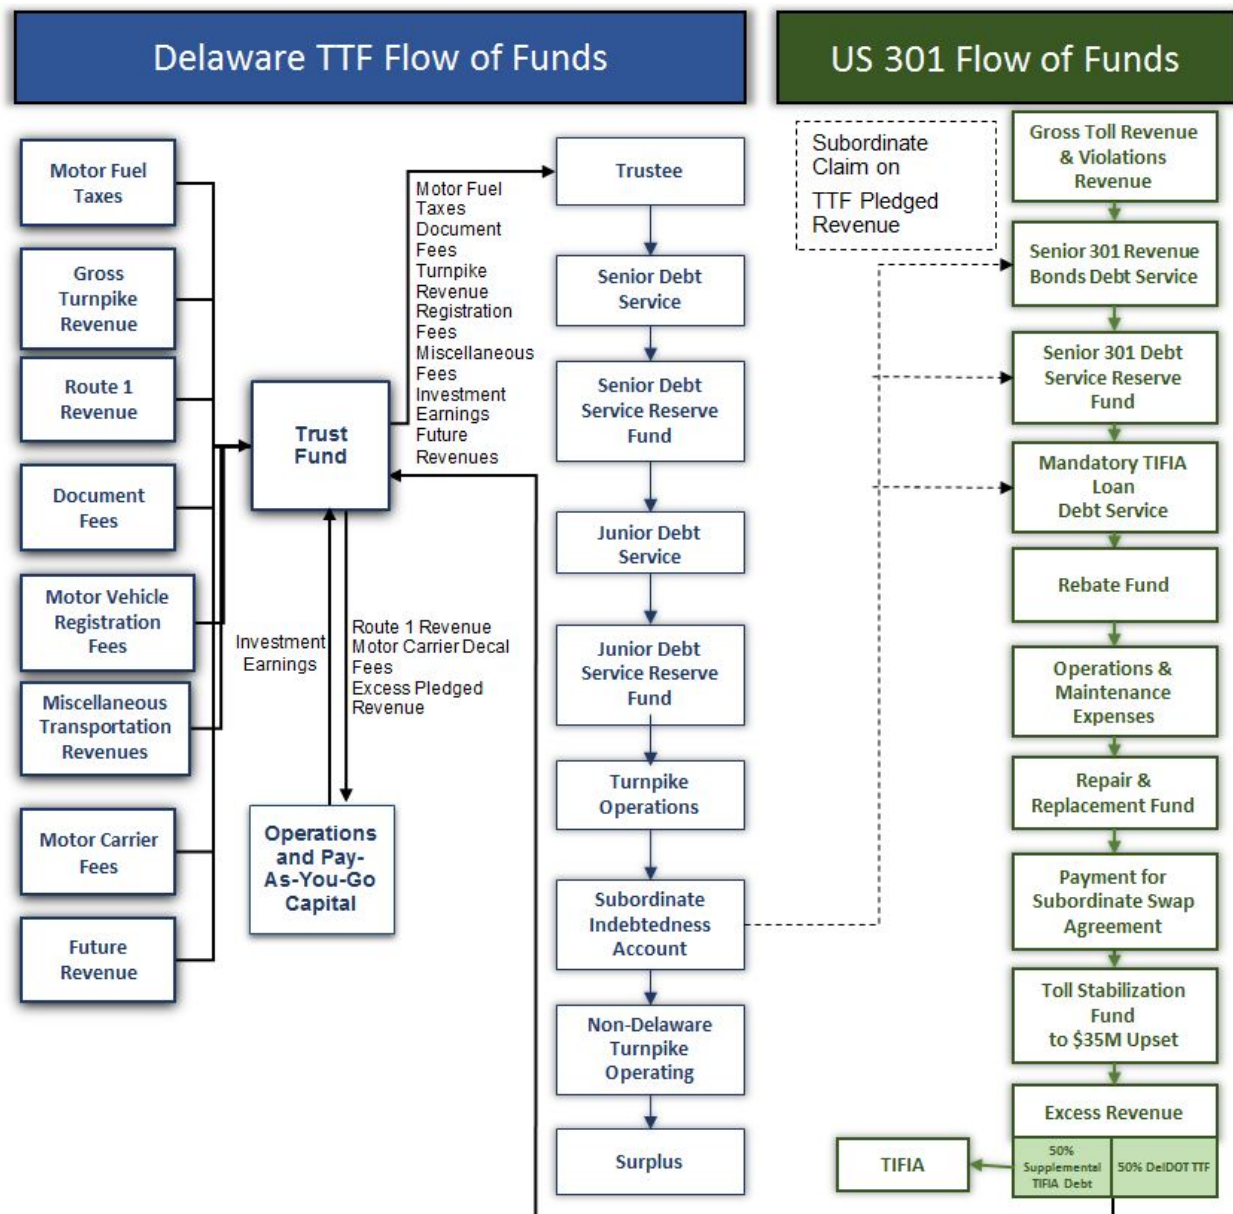 Delaware TTF Flow of Funds
US 301 Flow of Funds
Motor Fuel
Taxes
Gross
Turnpike
Revenue
Route 1
Revenue
Document
Fees
Motor Vehicle
Registration
Fees
Miscellaneous
Transportation
Revenues
Motor Carrier
Fees
Future
Revenue
Trust
Fund
Investment
Earnings
Route 1 Revenue
Motor Carrier Decal
Fees
Excess Pledged
Revenue
Operations
and Pay-
As-You-Go
Capital
Motor Fuel
Taxes
Document
Fees
Turnpike
Revenue
Registration
Fees
Miscellaneous
Fees
Investment
Earnings
Future
Revenues
Trustee
Senior Debt
Service
Senior Debt
Service Reserve
Fund
Junior Debt
Service
Junior Debt
Service Reserve
Fund
Turnpike
Operations
Subordinate
Indebtedness
Account
Non-Delaware
Turnpike
Operating
Surplus
Subordinate
Claim on
TTF Pledged
Revenue
Gross Toll Revenue
& Violations
Revenue
Senior 301 Revenue
Bonds Debt Service
Senior 301 Debt
Service Reserve
Fund
Mandatory TIFIA
Loan
Debt Service
Rebate Fund
Operations &
Maintenance
Expenses
Repair &
Replacement Fund
Payment for
Subordinate Swap
Agreement
Toll Stabilization
Fund
to $35M Upset
Excess Revenue
50%
Supplemental
TIFIA Debt
50% DelDOT TTF
TIFIA